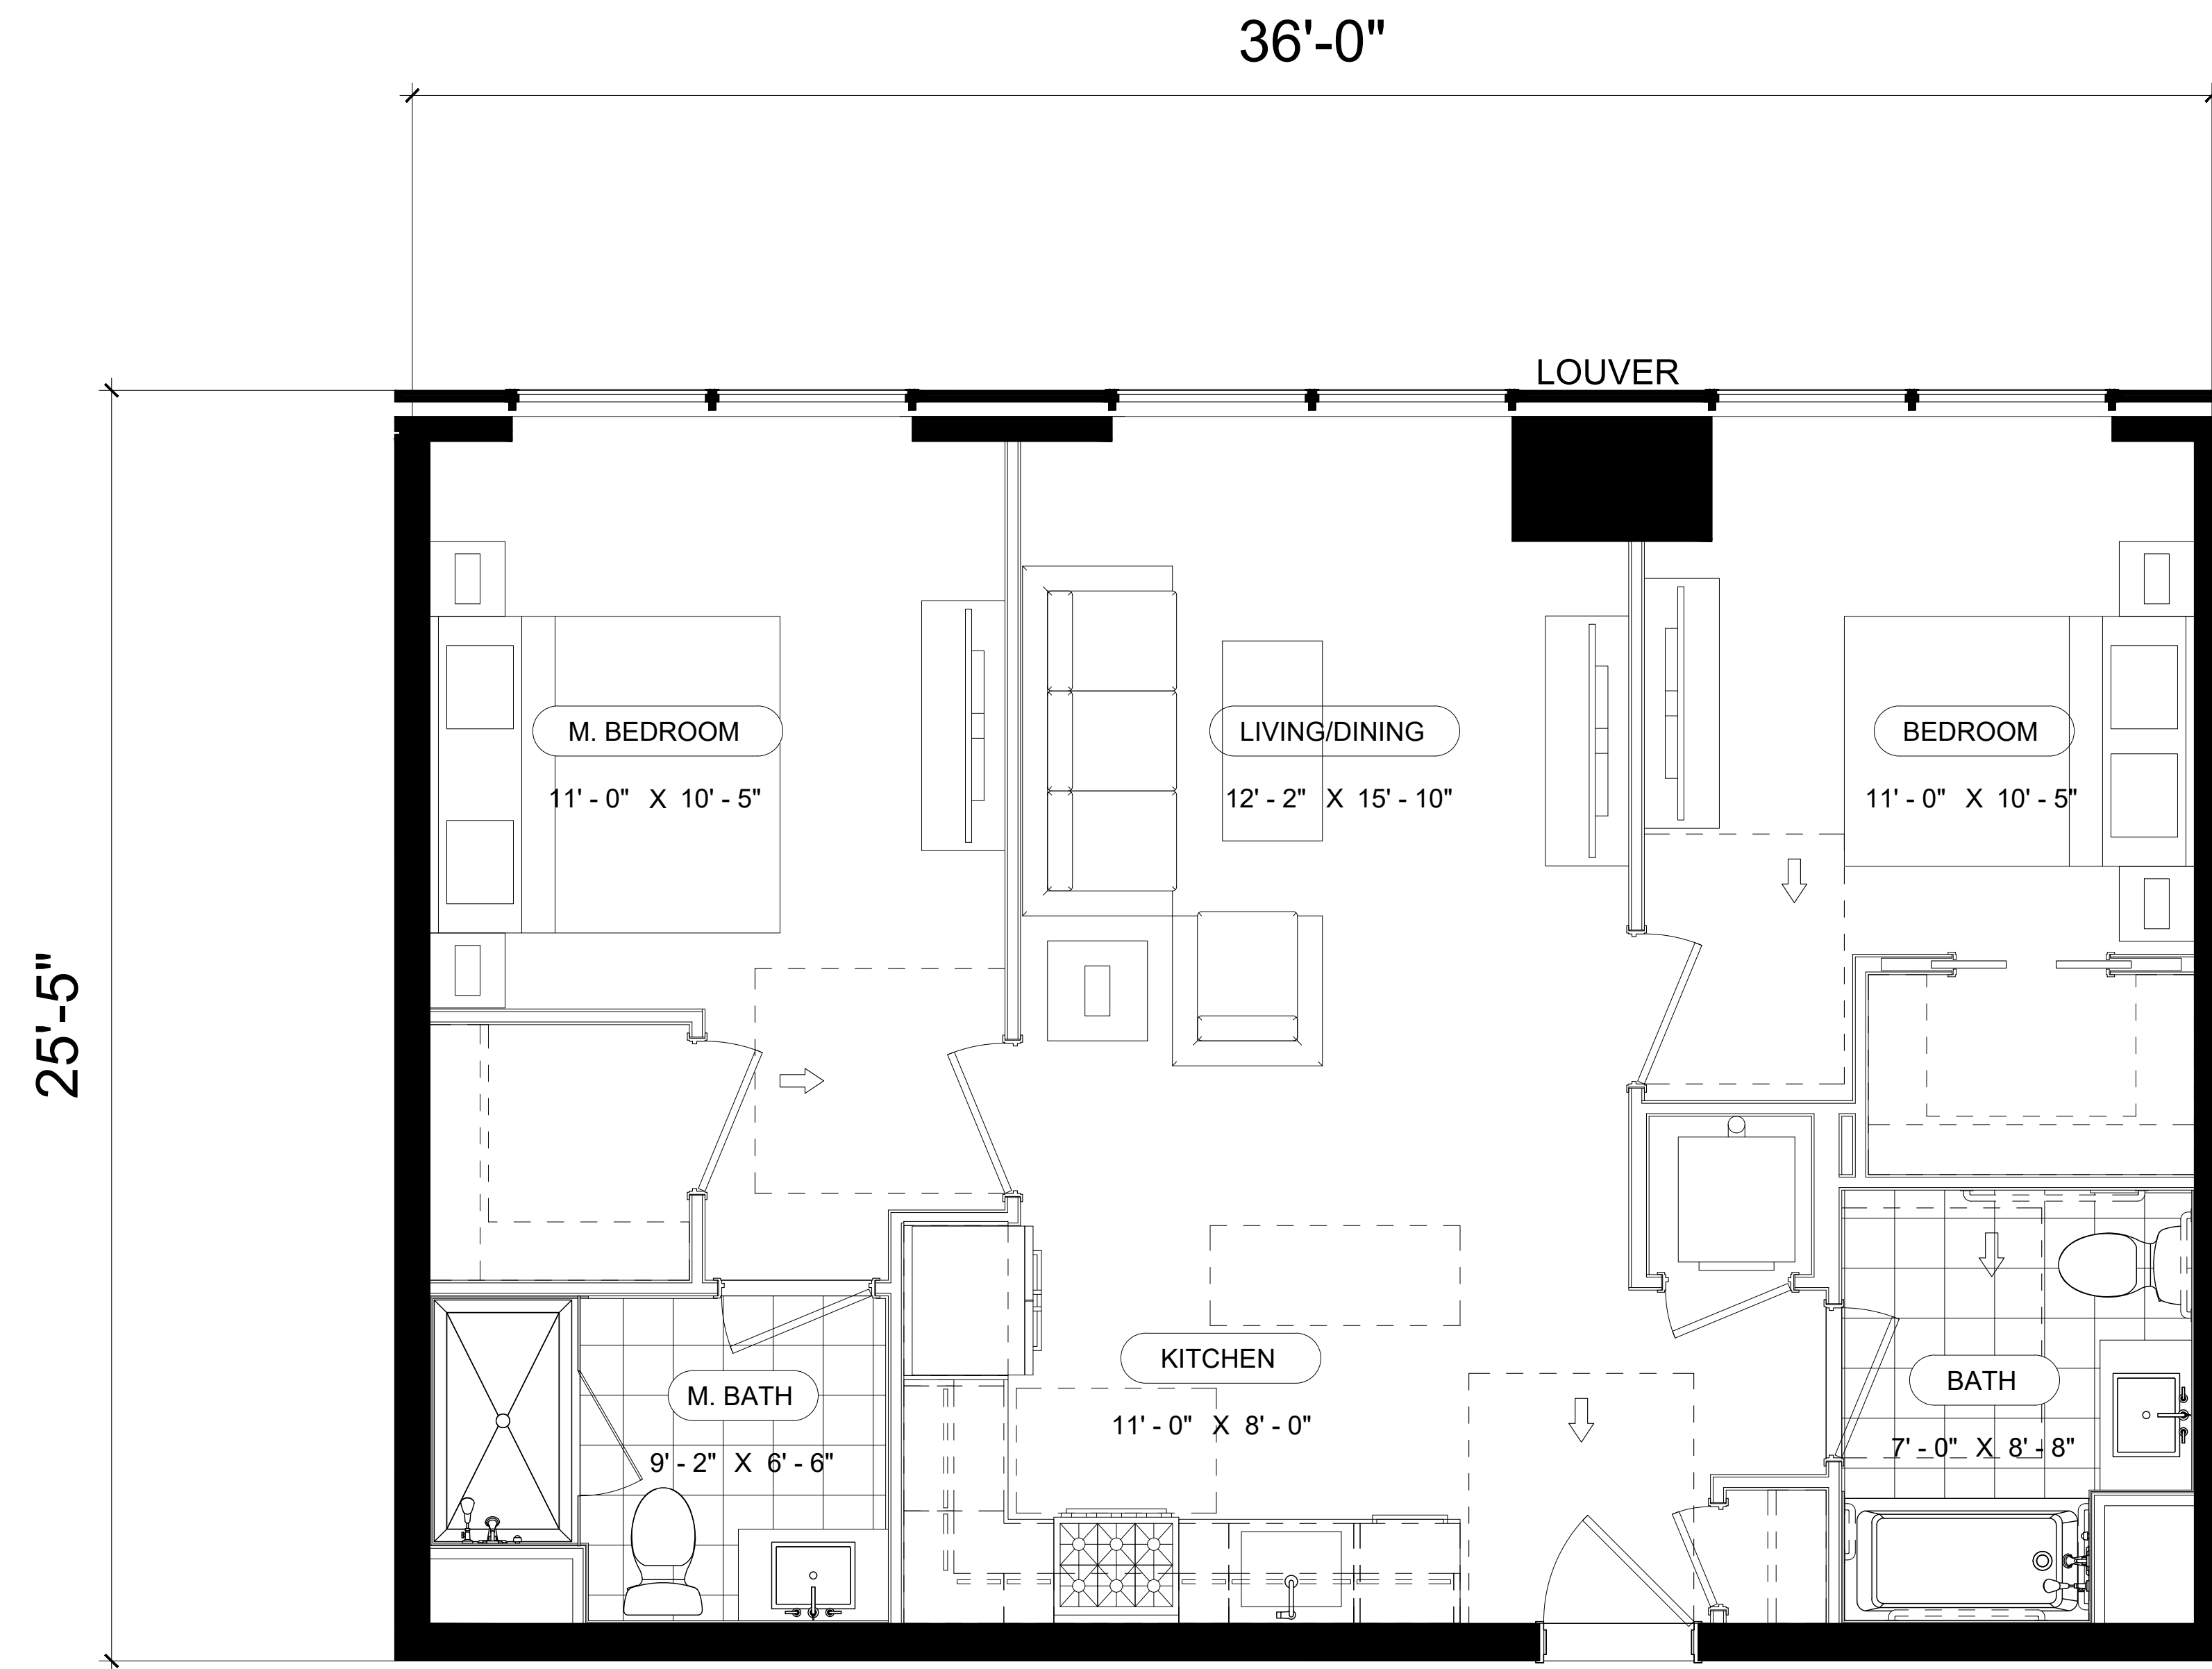 36'-0"
LOUVER
25'-5"
M. BEDROOM
11' - 0" X 10' - 5"
LIVING/DINING
12' - 2" X 15' - 10"
BEDROOM
11' - 0" X 10' - 5"
KITCHEN
11' - 0" X 8' - 0"
M. BATH
9' - 2" X 6' - 6"
BATH
7' - 0" X 8' - 8"